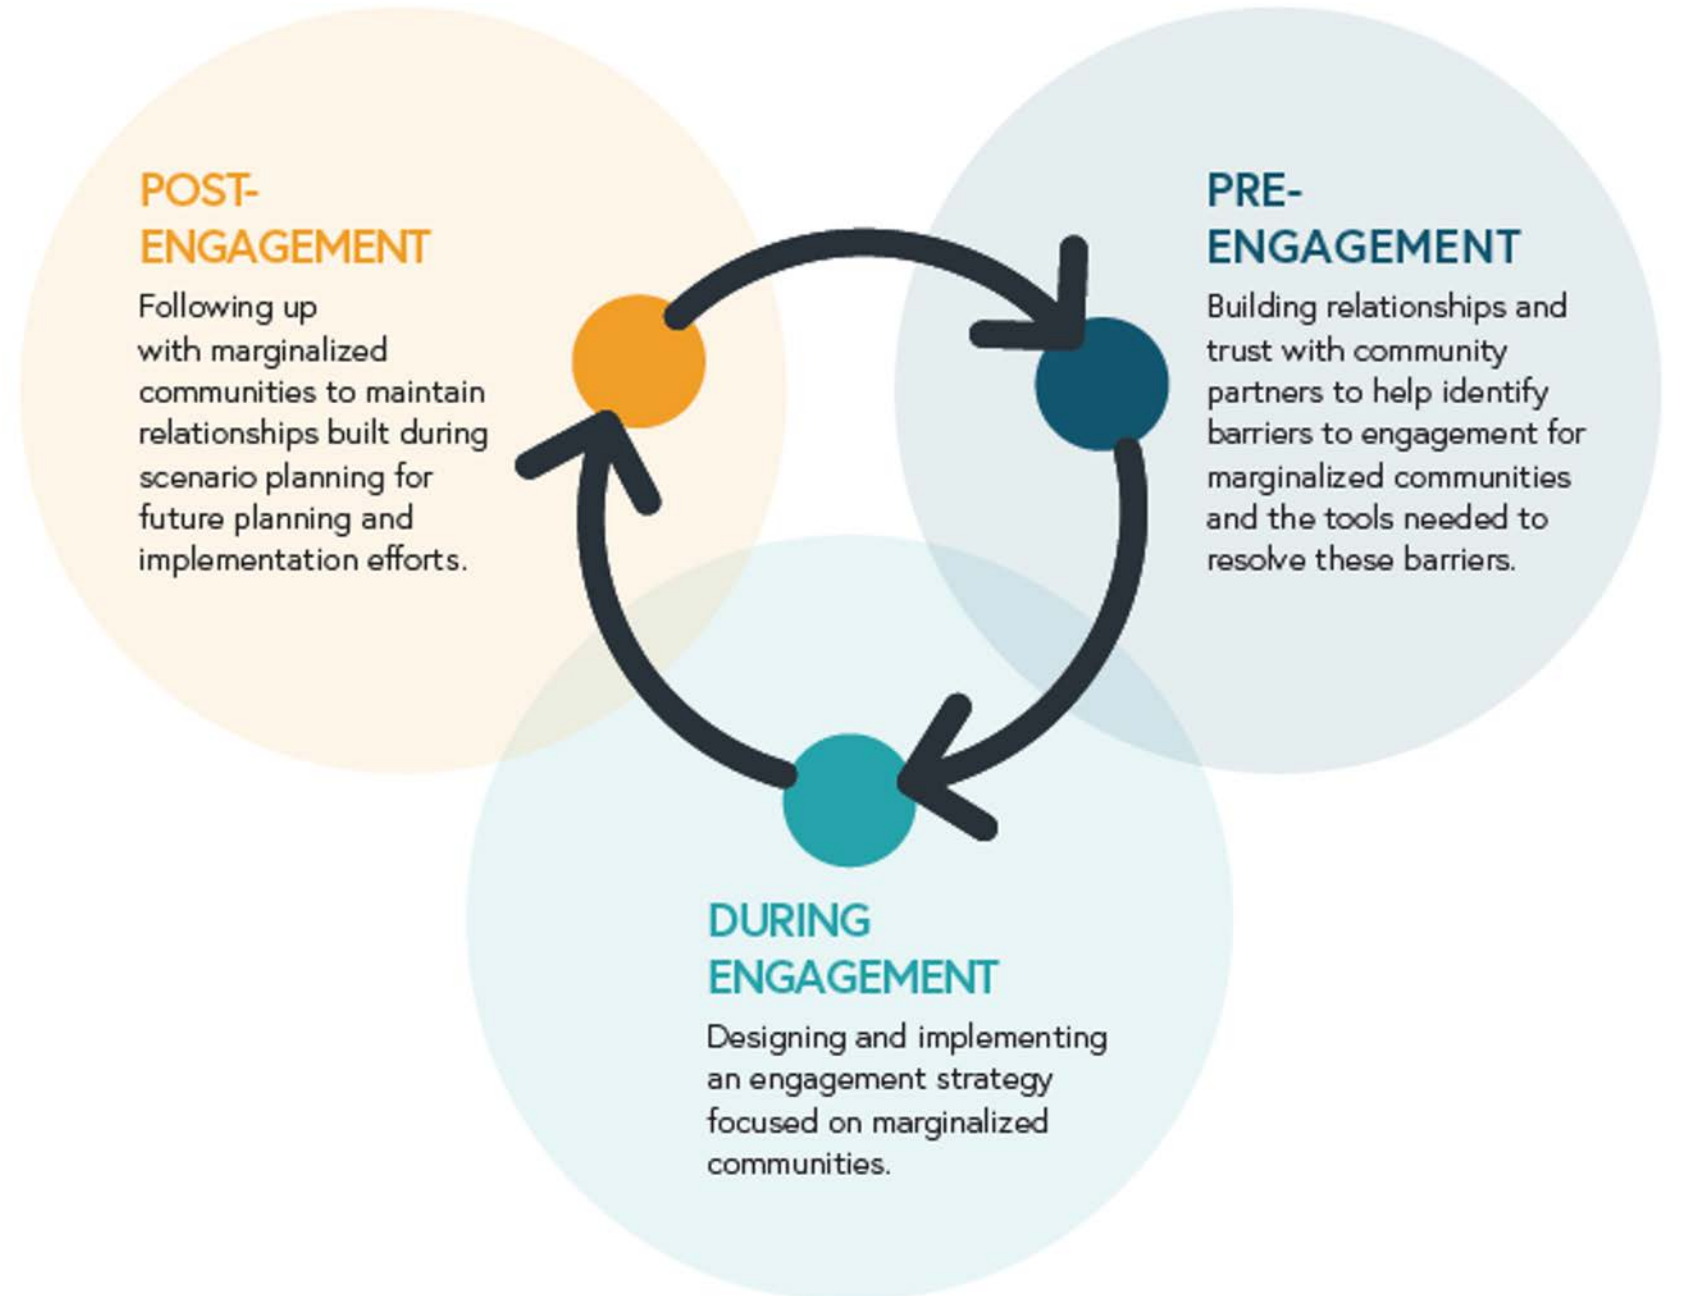 POST-
ENGAGEMENT
Following up
with marginalized
communities to maintain
relationships built during
scenario planning for
future planning and
implementation efforts.
PRE-
ENGAGEMENT
Building relationships and
trust with community
partners to help identify
barriers to engagement for
marginalized communities
and the tools needed to
resolve these barriers.
DURING
ENGAGEMENT
Designing and implementing
an engagement strategy
focused on marginalized
communities.